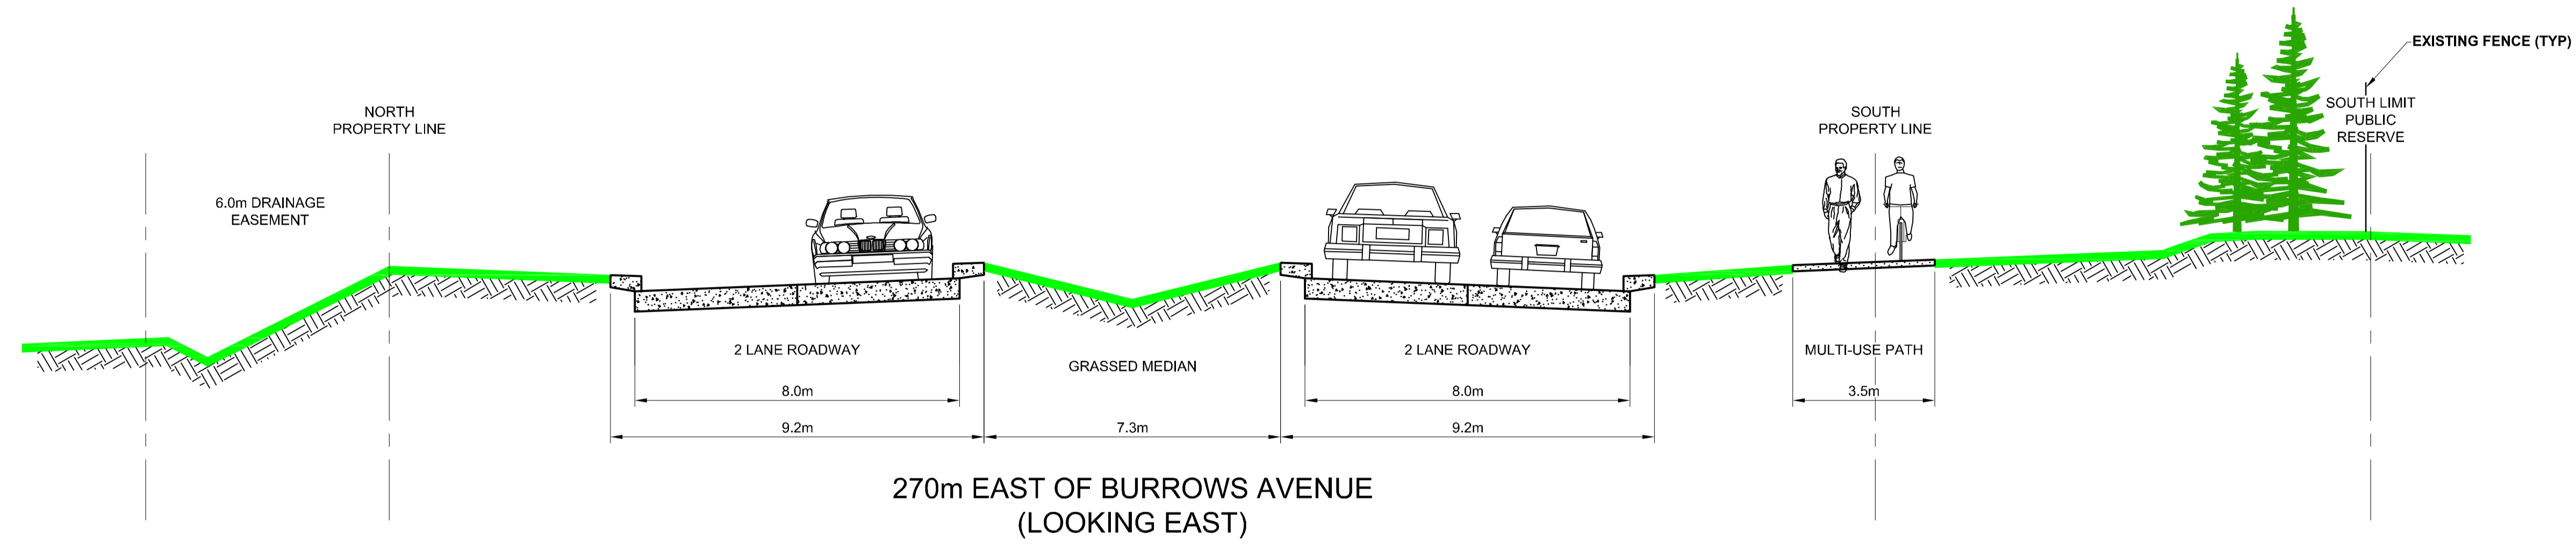 EXISTING FENCE (TYP)
NORTH
PROPERTY LINE
SOUTH
PROPERTY LINE
SOUTH LIMIT
PUBLIC
RESERVE
6.0m DRAINAGE
EASEMENT
2 LANE ROADWAY
GRASSED MEDIAN
2 LANE ROADWAY
MULTI-USE PATH
8.0m
8.0m
3.5m
9.2m
7.3m
9.2m
270m EAST OF BURROWS AVENUE
(LOOKING EAST)